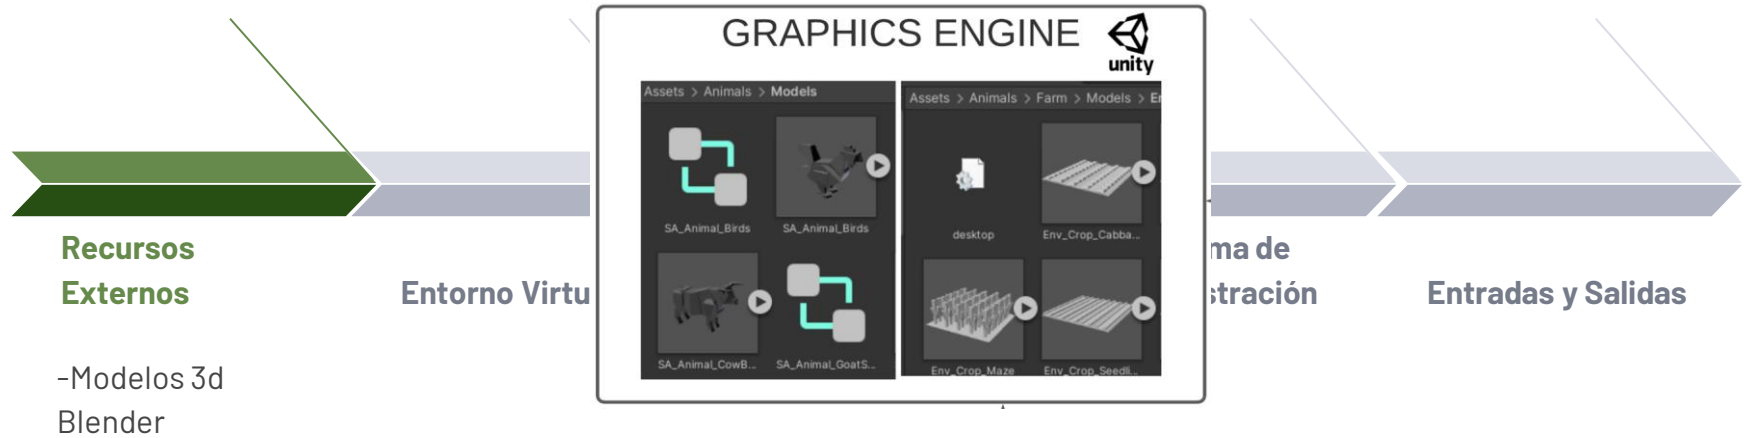 GRAPHICS ENGINE
unity
Assets > Animals > Models
SA_Animal_Birds
SA_Animal_Birds
SA_Animal_CowB...
SA_Animal_GoatS...
Assets > Animals > Farm > Models > Er
desktop
Env_Crop_Cabba...
Env_Crop_Maze
Env_Crop_Seedli...
Recursos
Externos
-Modelos 3d
Blender
Entorno Virtu
ma de
stración
Entradas y Salidas